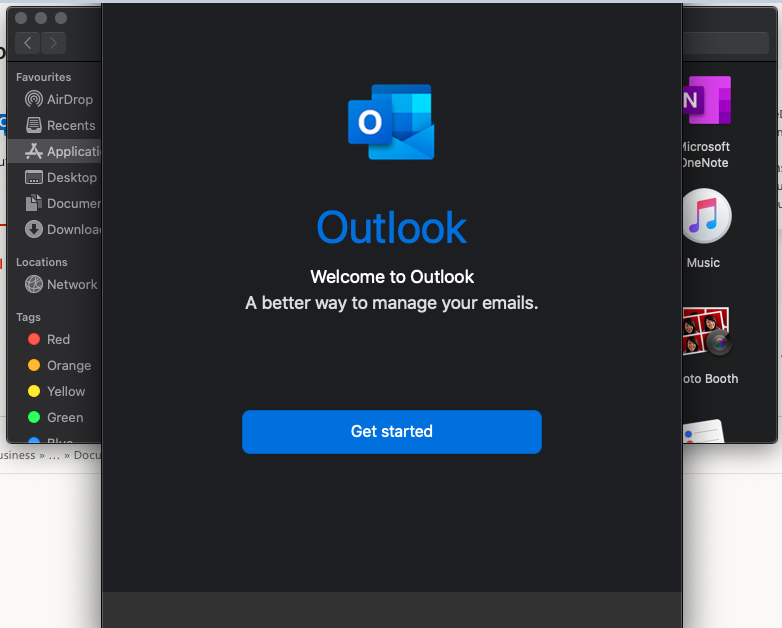 Favourites
AirDrop
Recents
Applicati
Desktop
Documen
Downloa
Locations
Network
Tags
Red
Orange
Yellow
Green
Blue
usiness » ... » Docu
O
Outlook
Welcome to Outlook
A better way to manage your emails.
Get started
N
Microsoft
OneNote
Music
oto Booth